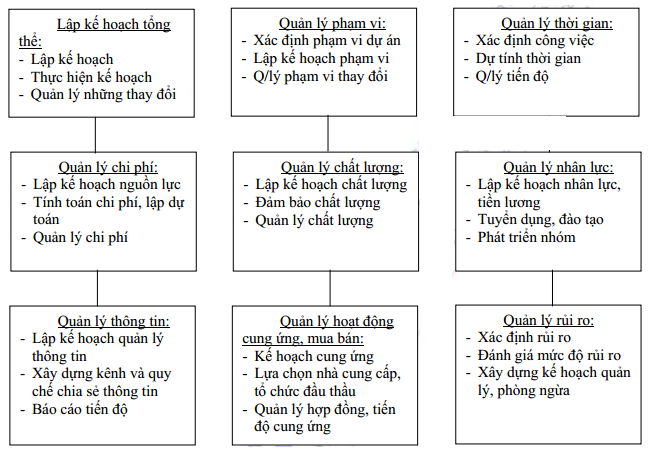 Lập kế hoạch tổng
thể:
- Lập kế hoạch
- Thực hiện kế hoạch
- Quản lý những thay đổi
Quản lý phạm vi:
- Xác định phạm vi dự án
- Lập kế hoạch phạm vi
- Q/lý phạm vi thay đổi
Quản lý thời gian:
- Xác định công việc
- Dự tính thời gian
- Q/lý tiến độ
Quản lý chi phí:
- Lập kế hoạch nguồn lực
- Tính toán chi phí, lập dự
toán
- Quản lý chi phí
Quản lý chất lượng:
- Lập kế hoạch chất lượng
- Đảm bảo chất lượng
- Quản lý chất lượng
Quản lý nhân lực:
- Lập kế hoạch nhân lực,
tiền lương
- Tuyển dụng, đào tạo
- Phát triển nhóm
Quản lý thông tin:
- Lập kế hoạch quản lý
thông tin
- Xây dựng kênh và quy
chế chia sẻ thông tin
- Báo cáo tiến độ
Quản lý hoạt động
cung ứng, mua bán:
- Kế hoạch cung ứng
- Lựa chọn nhà cung cấp,
tổ chức đấu thầu
- Quản lý hợp đồng, tiến
độ cung ứng
Quản lý rủi ro:
- Xác định rủi ro
- Đánh giá mức độ rủi ro
- Xây dựng kế hoạch quản
lý, phòng ngừa